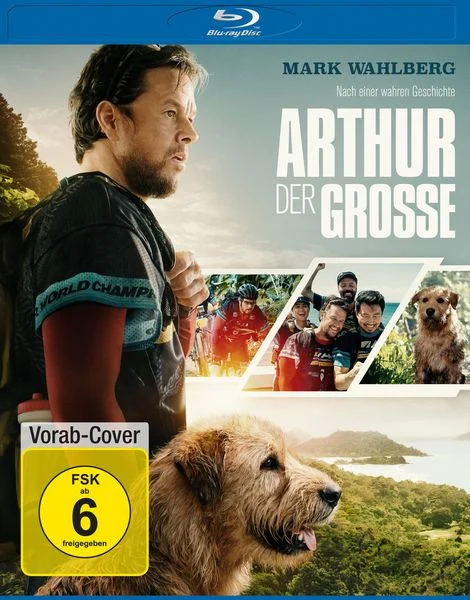 Blu-ray Disc
MARK WAHLBERG
Nach einer wahren Geschichte
ARTHUR
DER GROSSE
R WORLD CHAMP
Vorab-Cover
FSK
ab
6
freigegeben